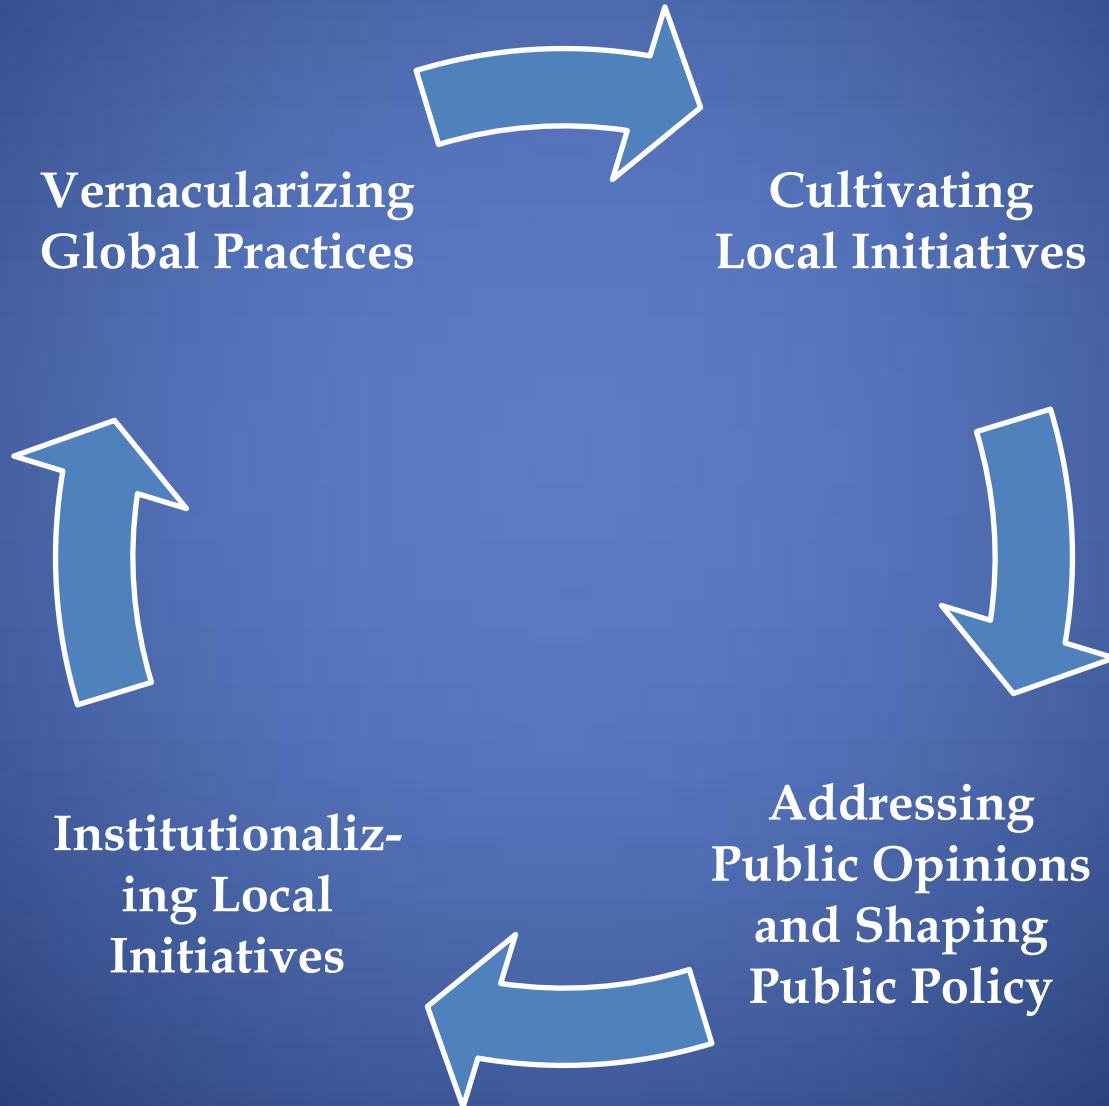 Vernacularizing
Global Practices
Cultivating
Local Initiatives
Addressing
Public Opinions
and Shaping
Public Policy
Institutionaliz-
ing Local
Initiatives